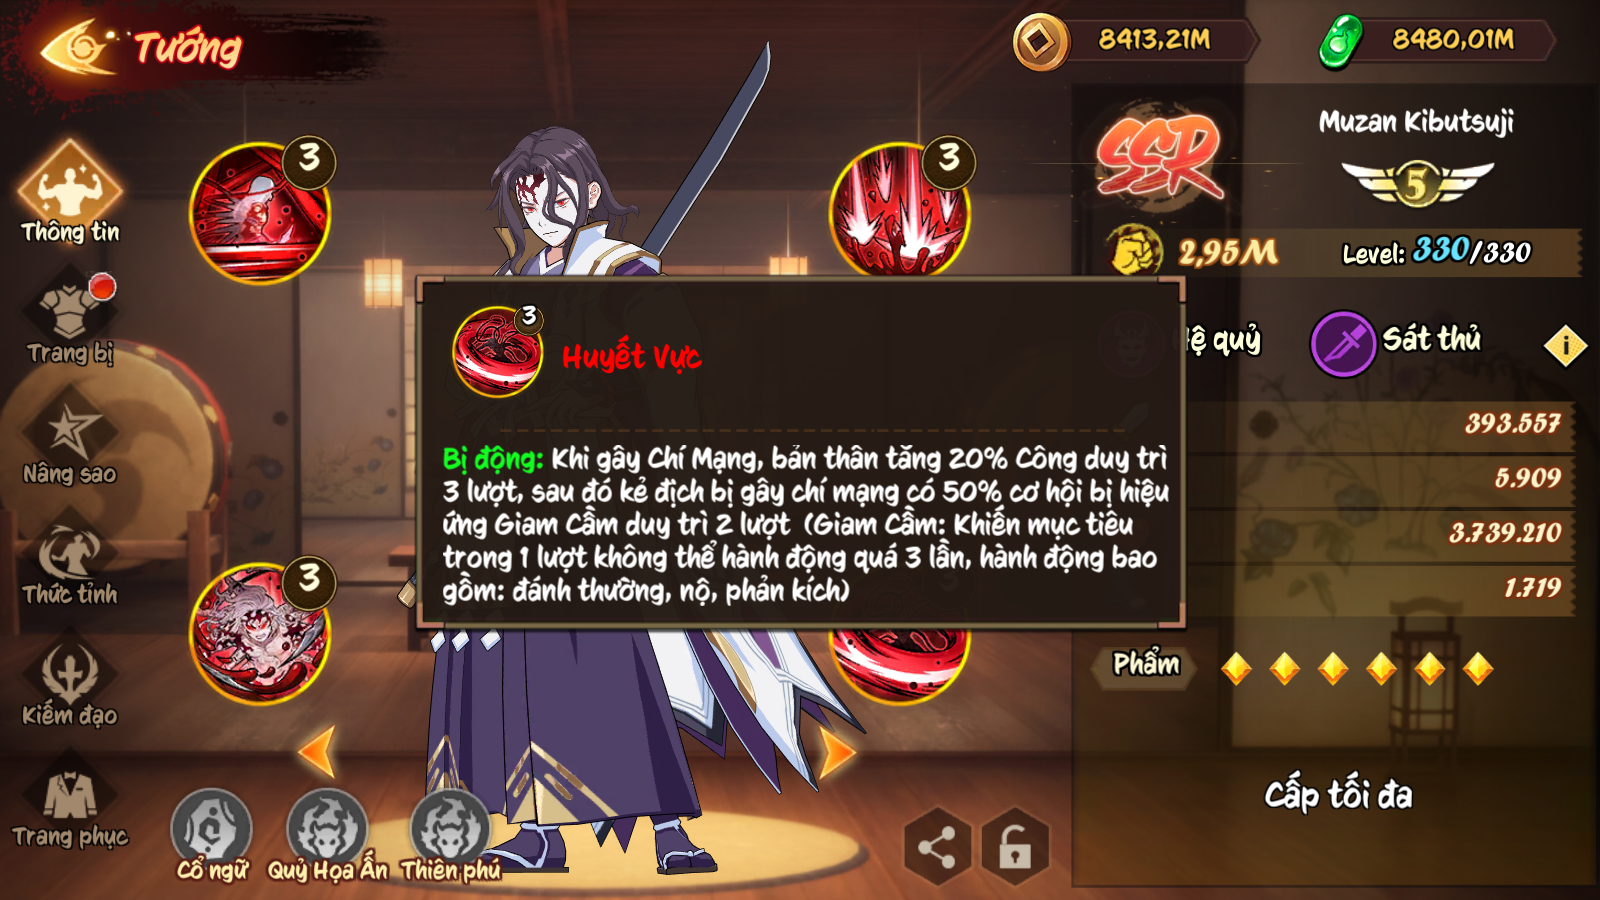 Tướng
8413,21M
8480,01M
Thông tin
Trang bị
Nâng sao
Thức tỉnh
Kiếm đạo
Trang phục
3
3
3
SSR
Muzan Kibutsuji
5
2,95M
Level: 330/330
ệ quỷ
Sát thủ
i
3
Huyết Vực
Bị động: Khi gây Chí Mạng, bản thân tăng 20% Công duy trì
3 lượt, sau đó kẻ địch bị gây chí mạng có 50% cơ hội bị hiệu
ứng Giam Cầm duy trì 2 lượt (Giam Cầm: Khiến mục tiêu
trong 1 lượt không thể hành động quá 3 lần, hành động bao
gồm: đánh thường, nộ, phản kích)
393.557
5.909
3.739.210
1.719
Phẩm
Cấp tối đa
Cổ ngữ
Quỷ Họa Ấn
Thiên phú